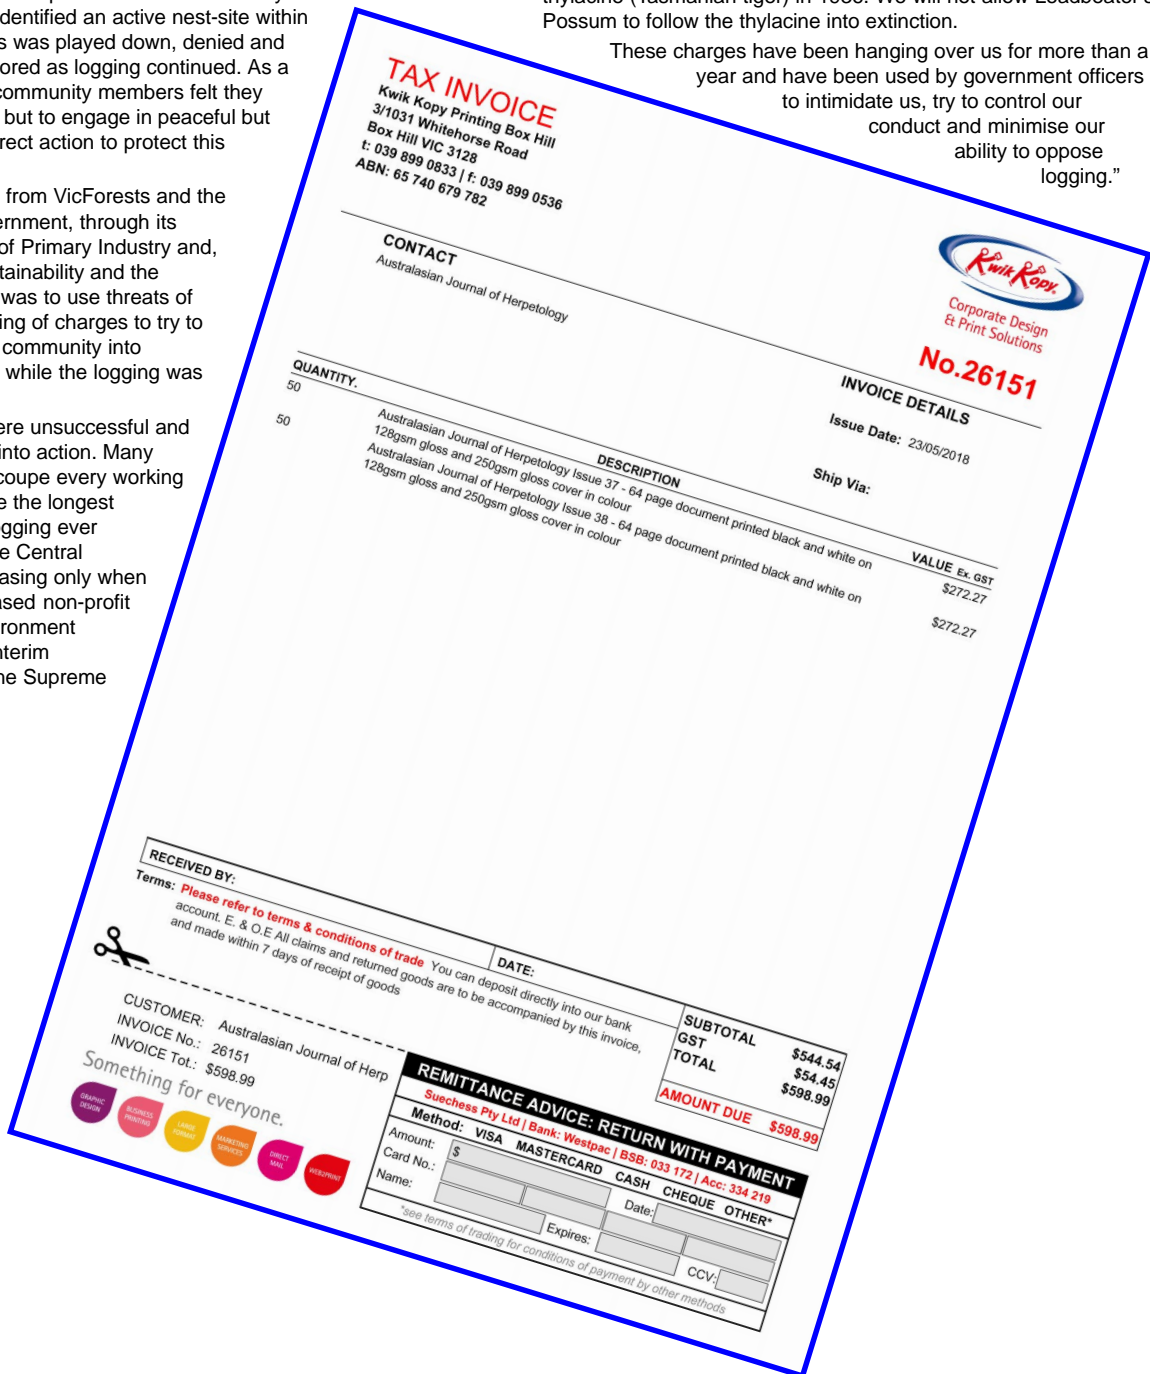 identified an active nest-site within
s was played down, denied and
ored as logging continued. As a
community members felt they
but to engage in peaceful but
rect action to protect this
from VicForests and the
ernment, through its
of Primary Industry and,
tainability and the
was to use threats of
ing of charges to try to
community into
while the logging was
ere unsuccessful and
into action. Many
coupe every working
e the longest
ogging ever
e Central
asing only when
ased non-profit
ironment
nterim
he Supreme
Possum to follow the thylacine into extinction.
These charges have been hanging over us for more than a
year and have been used by government officers
to intimidate us, try to control our
conduct and minimise our
ability to oppose
logging.”
TAX INVOICE
Kwik Kopy Printing Box Hill
3/1031 Whitehorse Road
Box Hill VIC 3128
t: 039 899 0833 | f: 039 899 0536
ABN: 65 740 679 782
Kwik Kopy
Corporate Design
& Print Solutions
No.26151
CONTACT
Australasian Journal of Herpetology
INVOICE DETAILS
Issue Date: 23/05/2018
Ship Via:
QUANTITY. DESCRIPTION VALUE Ex. GST
50 Australasian Journal of Herpetology Issue 37 - 64 page document printed black and white on $272.27
128gsm gloss and 250gsm gloss cover in colour
50 Australasian Journal of Herpetology Issue 38 - 64 page document printed black and white on $272.27
128gsm gloss and 250gsm gloss cover in colour
RECEIVED BY: DATE:
Terms: Please refer to terms & conditions of trade You can deposit directly into our bank
account. E. & O.E All claims and returned goods are to be accompanied by this invoice,
and made within 7 days of receipt of goods
SUBTOTAL $544.54
GST $54.45
TOTAL $598.99
AMOUNT DUE $598.99
CUSTOMER: Australasian Journal of Herp
INVOICE No.: 26151
INVOICE Tot.: $598.99
Something for everyone.
GRAPHIC DESIGN
BUSINESS PRINTING
LARGE FORMAT
MARKETING SERVICES
DIRECT MAIL
WEB2PRINT
REMITTANCE ADVICE: RETURN WITH PAYMENT
Suechess Pty Ltd | Bank: Westpac | BSB: 033 172 | Acc: 334 219
Method: VISA MASTERCARD CASH CHEQUE OTHER*
Amount: $ Date:
Card No.:
Name: Expires: CCV:
*see terms of trading for conditions of payment by other methods